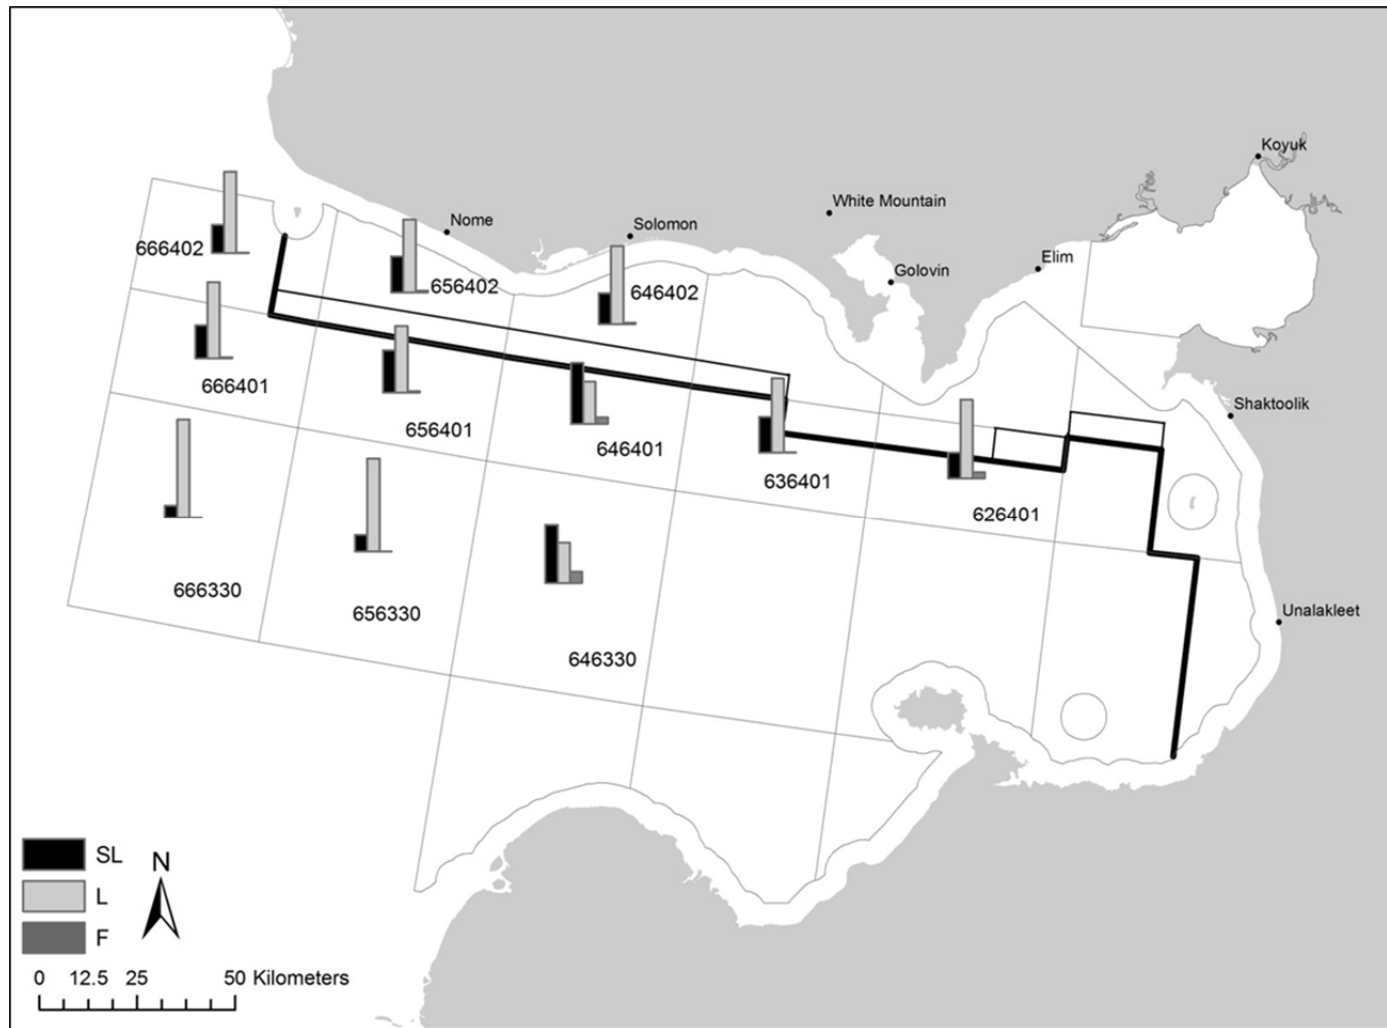 Koyuk
White Mountain
Nome
Solomon
Elim
666402
Golovin
656402
646402
666401
Shaktoolik
656401
646401
636401
626401
666330
656330
Unalakleet
646330
SL
N
L
F
0 12.5 25 50 Kilometers